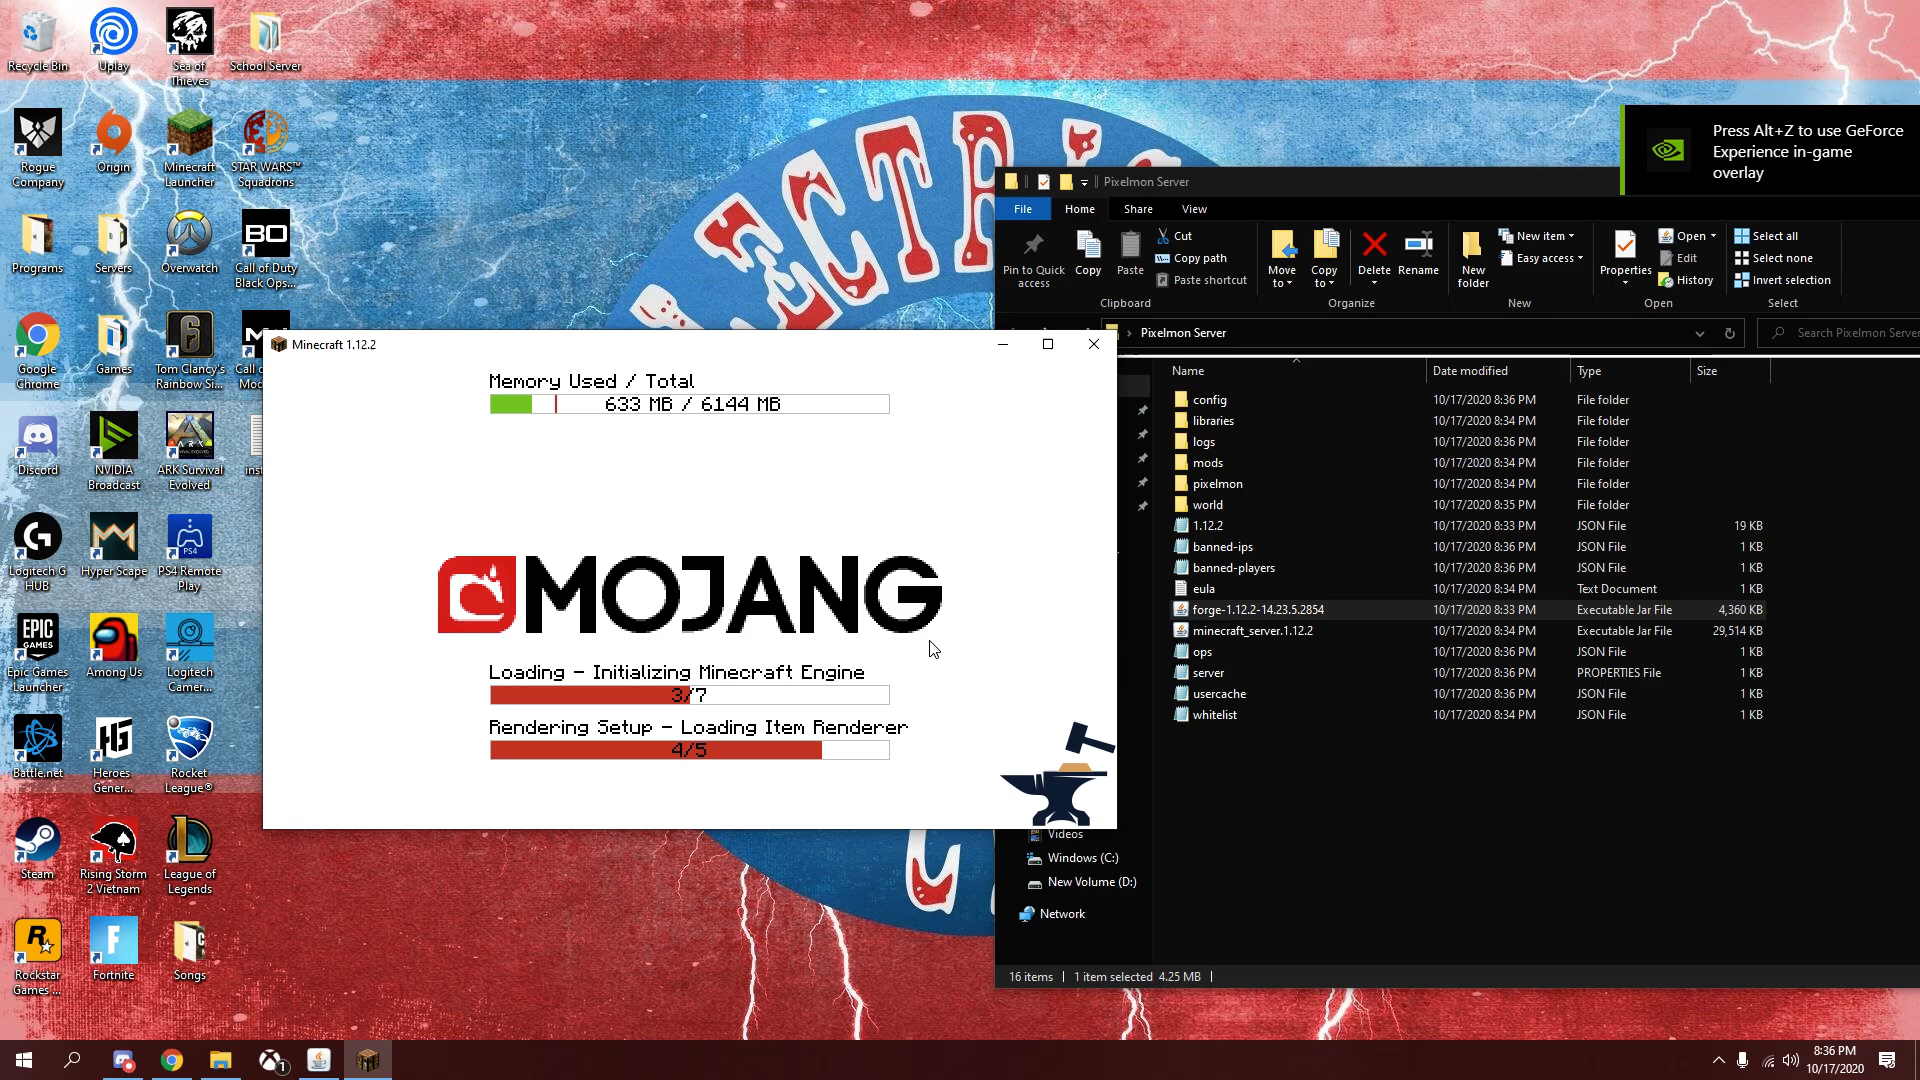 Recycle Bin
Uplay
Sea of
Thieves
School Server
Rogue
Company
Origin
Minecraft
Launcher
STAR WARS™
Squadrons
Programs
Servers
Overwatch
BO
Call of Duty
Black Ops...
Google
Chrome
Games
Tom Clancy's
Rainbow Si...
Discord
NVIDIA
Broadcast
ARK Survival
Evolved
Logitech G
HUB
Hyper Scape
PS4
PS4 Remote
Play
EPIC
GAMES
Epic Games
Launcher
Among Us
Logitech
Camer...
Battle.net
HG
Heroes
Gener...
Rocket
League®
Steam
Rising Storm
2 Vietnam
League of
Legends
Rockstar
Games ...
Fortnite
Songs
Press Alt+Z to use GeForce
Experience in-game
overlay
Pixelmon Server
File
Home
Share
View
Pin to Quick
access
Copy
Paste
Cut
Copy path
Paste shortcut
Clipboard
Move
to
Copy
to
Delete
Rename
Organize
New
folder
New item
Easy access
New
Properties
Open
Edit
History
Open
Select all
Select none
Invert selection
Select
Pixelmon Server
Search Pixelmon Server
Name Date modified Type Size
config 10/17/2020 8:36 PM File folder
libraries 10/17/2020 8:34 PM File folder
logs 10/17/2020 8:36 PM File folder
mods 10/17/2020 8:34 PM File folder
pixelmon 10/17/2020 8:34 PM File folder
world 10/17/2020 8:35 PM File folder
1.12.2 10/17/2020 8:33 PM JSON File 19 KB
banned-ips 10/17/2020 8:36 PM JSON File 1 KB
banned-players 10/17/2020 8:36 PM JSON File 1 KB
eula 10/17/2020 8:34 PM Text Document 1 KB
forge-1.12.2-14.23.5.2854 10/17/2020 8:33 PM Executable Jar File 4,360 KB
minecraft_server.1.12.2 10/17/2020 8:34 PM Executable Jar File 29,514 KB
ops 10/17/2020 8:34 PM JSON File 1 KB
server 10/17/2020 8:34 PM PROPERTIES File 1 KB
usercache 10/17/2020 8:34 PM JSON File 1 KB
whitelist 10/17/2020 8:34 PM JSON File 1 KB
Videos
Windows (C:)
New Volume (D:)
Network
16 items
1 item selected 4.25 MB
Minecraft 1.12.2
Memory Used / Total
633 MB / 6144 MB
MOJANG
Loading - Initializing Minecraft Engine
3/7
Rendering Setup - Loading Item Renderer
4/5
8:36 PM
10/17/2020